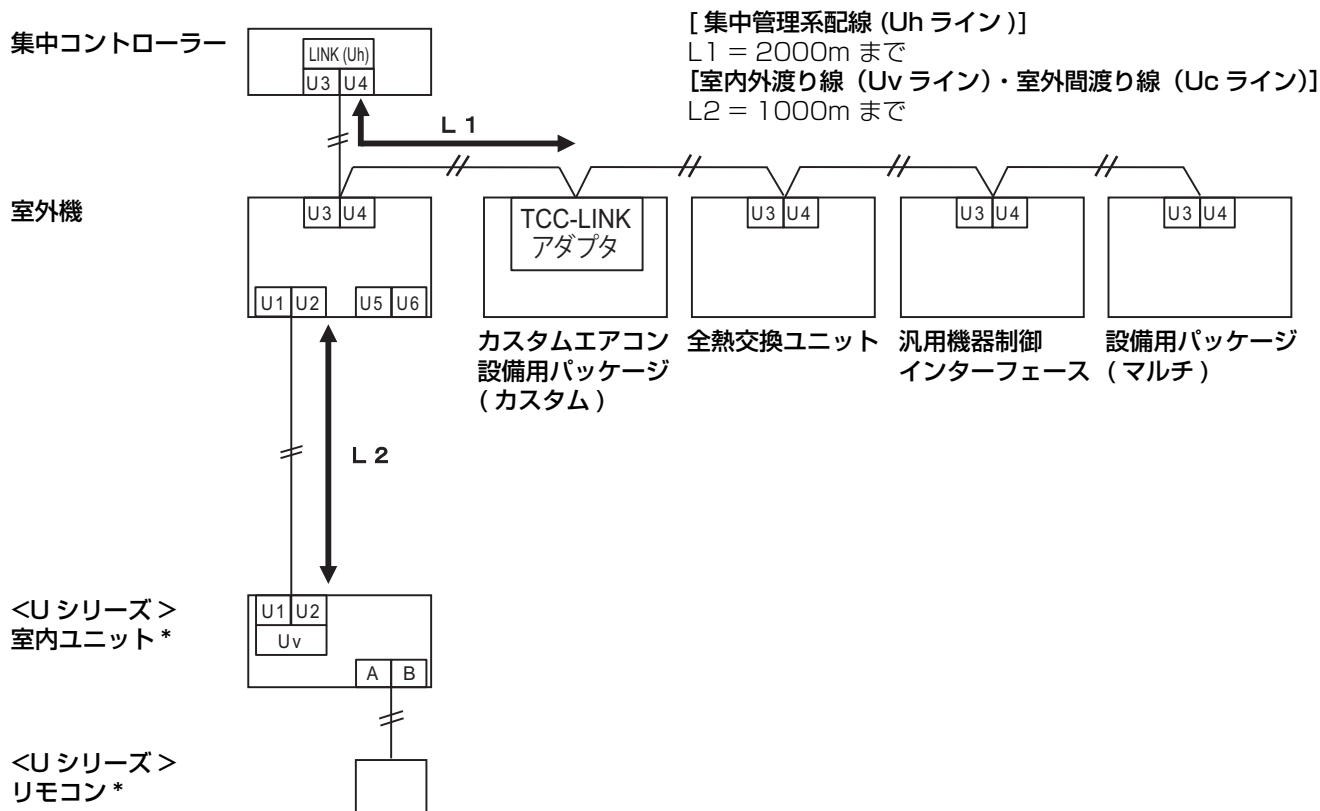 集中コントローラー
LINK (Uh)
U3 U4
[ 集中管理系配線 (Uh ライン )]
L1 = 2000m まで
[室内外渡り線（Uv ライン）・室外間渡り線（Uc ライン）]
L2 = 1000m まで
L 1
室外機
U3 U4
U1 U2
U5 U6
TCC-LINK
アダプタ
U3 U4
U3 U4
U3 U4
カスタムエアコン
設備用パッケージ
( カスタム )
全熱交換ユニット
汎用機器制御
インターフェース
設備用パッケージ
( マルチ )
L 2
<U シリーズ >
室内ユニット *
U1 U2
Uv
A B
<U シリーズ >
リモコン *